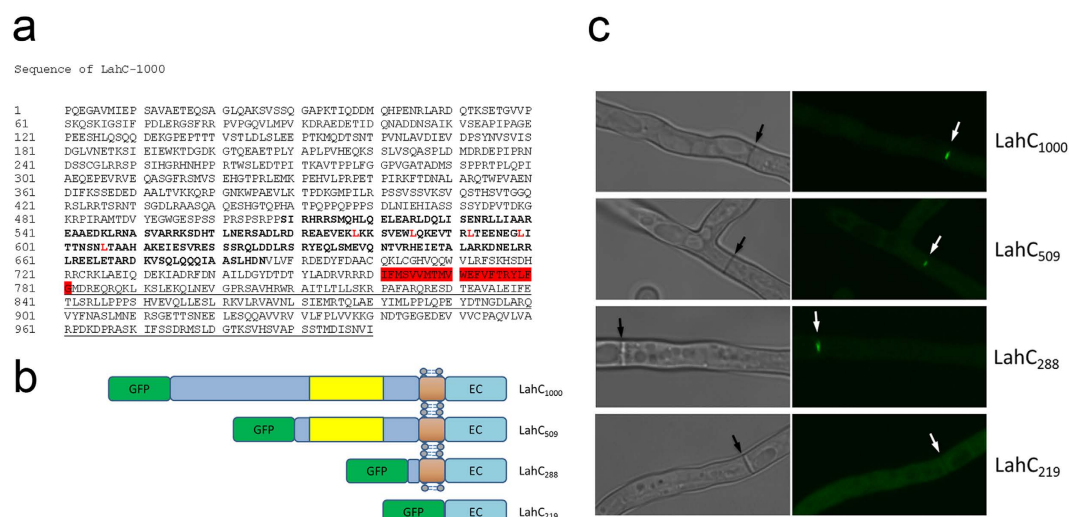 a
Sequence of LahC-1000
1 PQEGAVMIEP SAVAETEQSA GLQAKSVSSQ GAPKTIQDDM QHPENRLARD QTKSETGVVP
61 SKQSKIGSIF PDLERGSFRR PVPGQVLMPV KDRAEDETID QNADDNSAIK VSEAPIPAGE
121 PEESHLQSQQ DEKGPEPTTT VSTLDLSLEE PTKMQDTSNT PVNLAVDIEV DPSYNVSVIS
181 DGLVNETKSI EIEWKTDGDK GTQEPAYYLE APLPVHEQKS LVSQASPLD MDRDEPIPRN
241 DSSCGLRRPS IHGRHNHHPP RTWSLEDTPI TKAVTPPLFG GPVGATADMS SPPRTPLQPI
301 AEQEPEVRVE QASGFRSMVS EHGTPRLEMK PEHVLPRPET PIRKFTDNAL ARQTWPVAEN
361 DIFKSSEDED AALTVKKQRP GNKWPAEVLK TPDKGMPILR PSSVSSVKSV QSTHSVTGGQ
421 RSLRRTSRNT SGDLRAASQA QESHGTQPHA TPQPPQPPPS DLNIEHIASS SSYDPVTDKG
481 KRPIRAMTDV YEGWGESPSS PRSPSRPPSI RHRRSMQHLQ ELEARLDQLI SENRLLIAAR
541 EAAEDKLRNA SVARRKSDHT LNERSADLRD REAEVEKLKK SVEWLQKEVT RLTEENEGLI
601 TTNSNLTAAH AKEIESVRESS SRQLDDLRS RYEQLSMEVQ NTVRHEIETA LARKDNELRR
661 LREELETARD KVSQLQQQIA ASLHDNVLVF RDEDYFDAAC QKLCGHVQQW VLRFSKHSDH
721 RRCRKLAEIQ DEKIADRFDN AILDGYDTDT YLADRVRRRD IFMSVVMTMV WEFVFTRYLF
781 GMDREQRQKL KSLEKQLNEV GPRSAVHRWR AITLTLLSKR PAFARQRESD TEAVALEIFE
841 TLSRLLPPPS HVEVQLLESL RKVLRVAVNL SIEMRTQLAE YIMLPPLQPE YDTNGDLARQ
901 VYFNASLMNE RSGETTSNEE LESQQAVVRV VLFPLVVKKG NDTGEGEDEV VVCPAQVLVA
961 RPDKDPRASK IFSSDRMSLD GTKSVHSVAP SSTMDISNVI
b
GFP EC LahC1000
GFP EC LahC509
GFP EC LahC288
GFP EC LahC219
c
LahC1000
LahC509
LahC288
LahC219